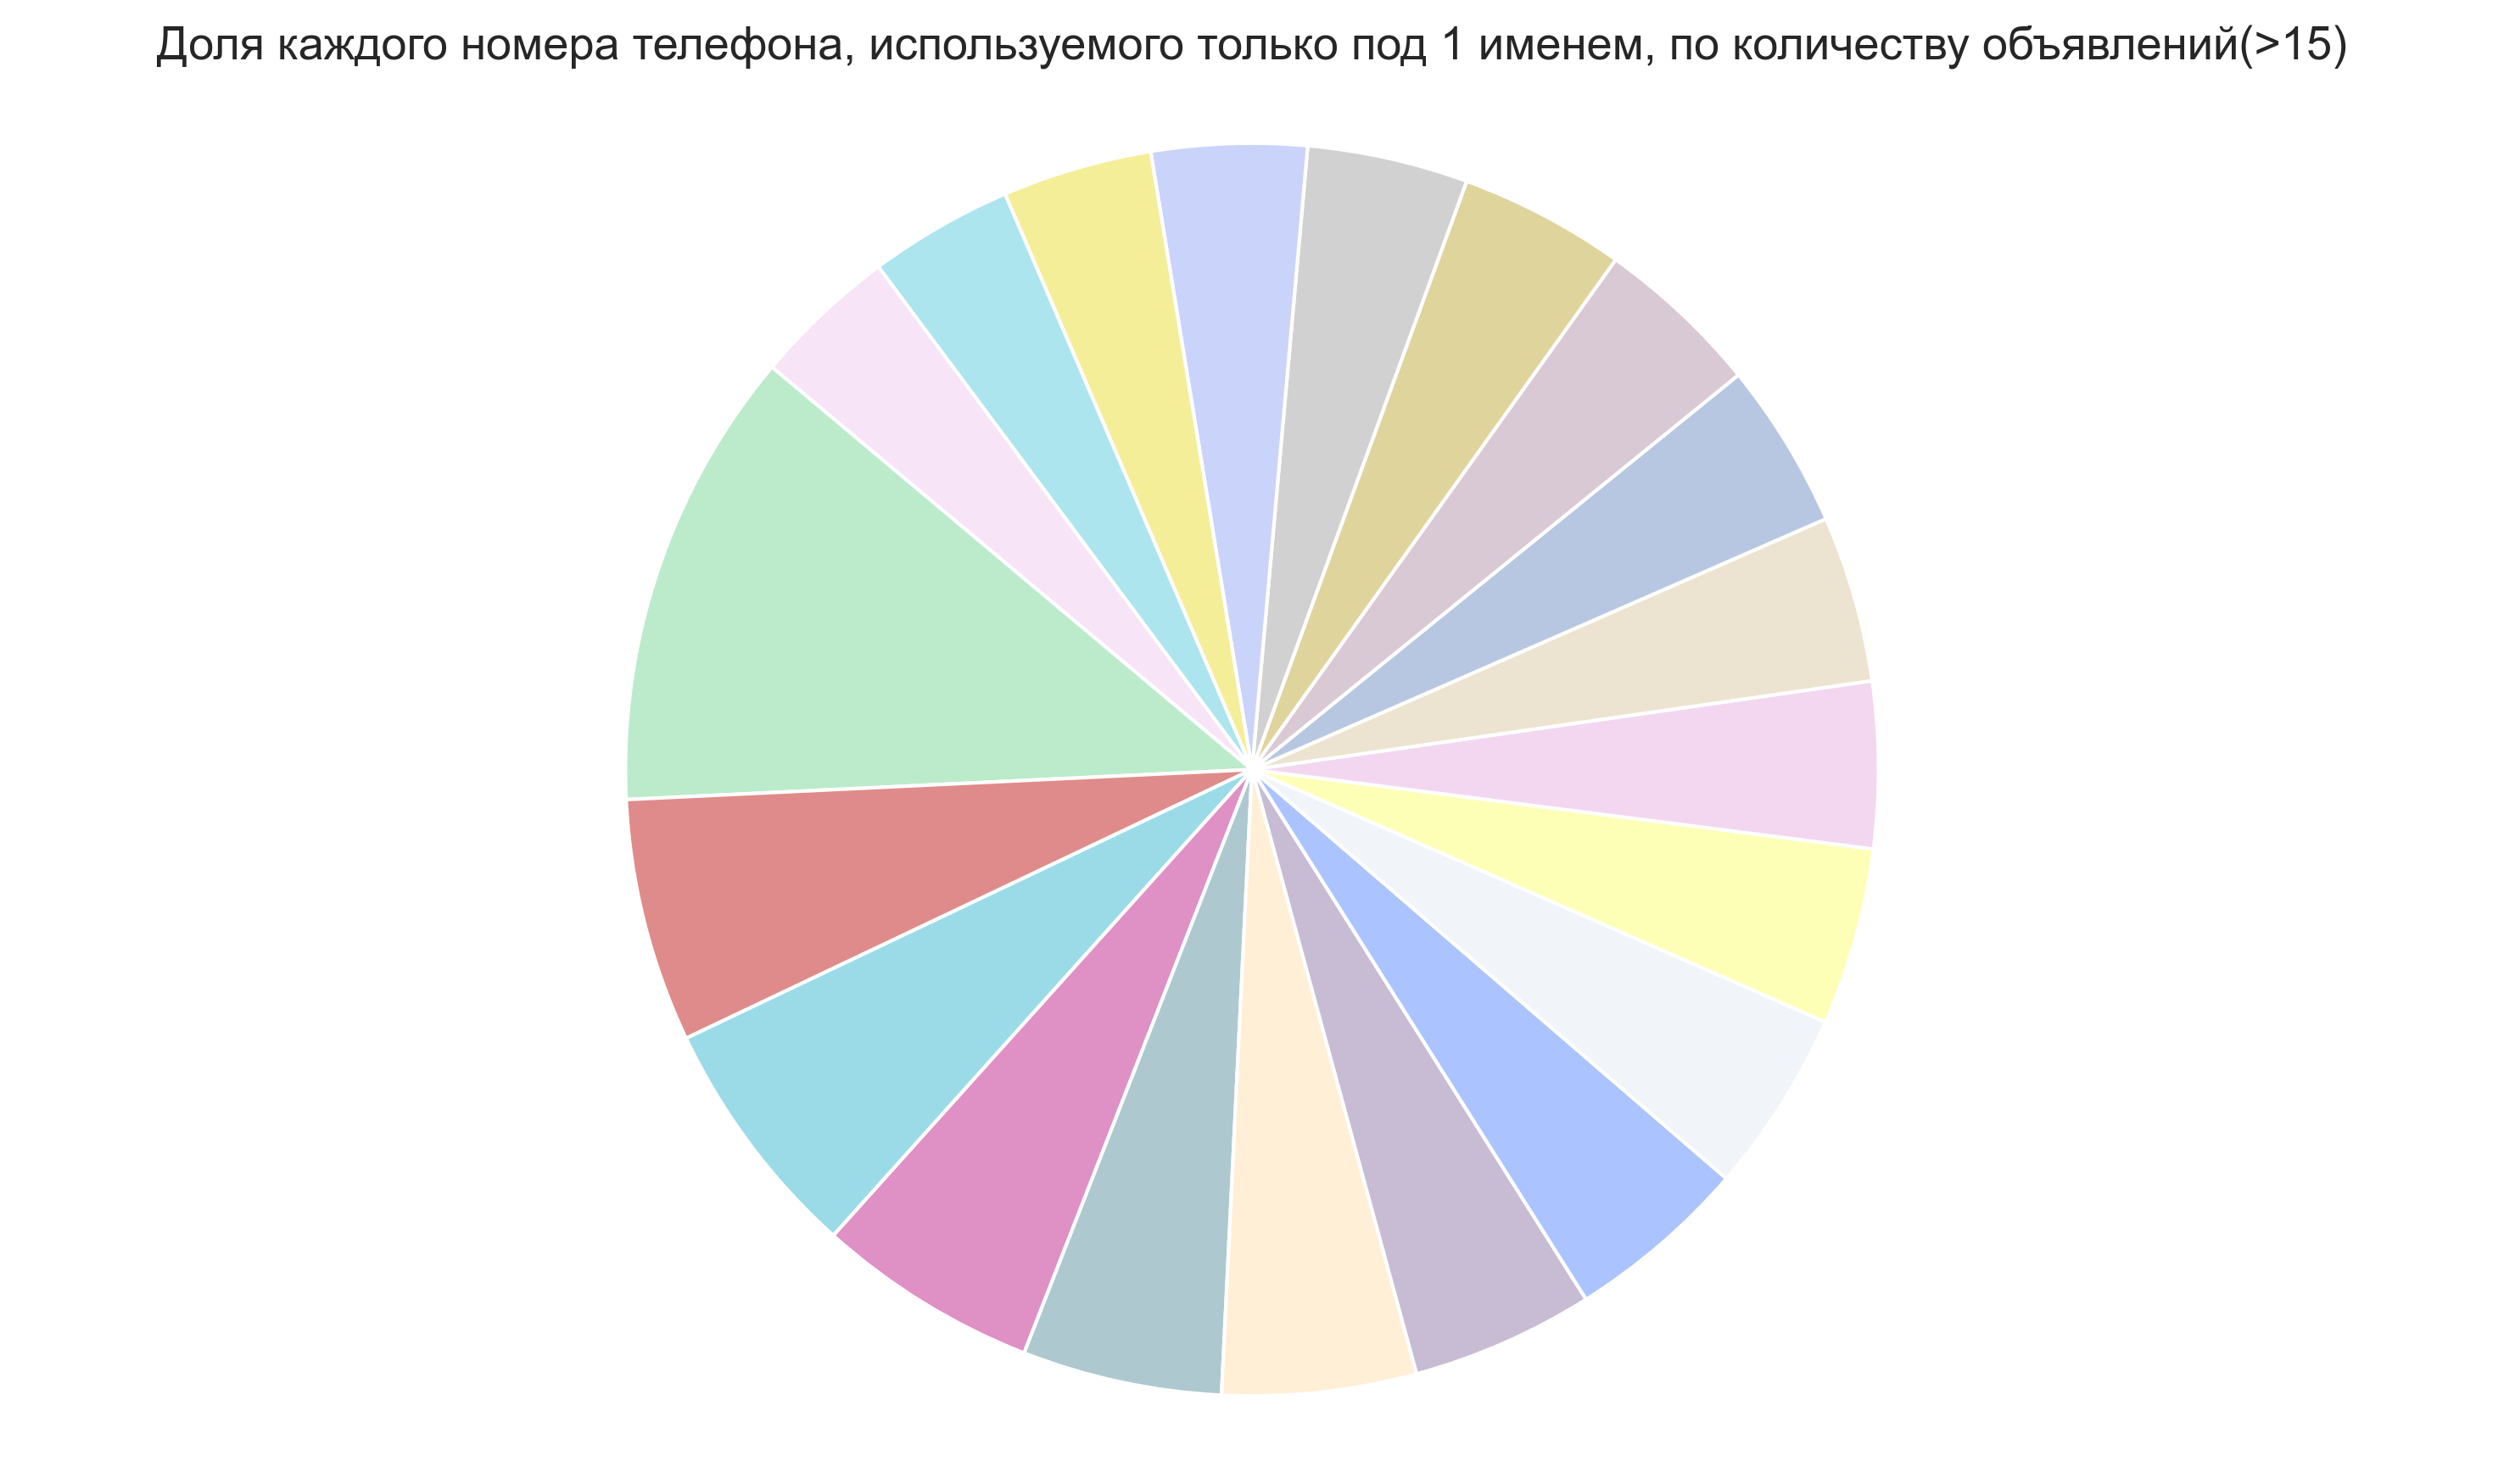 Доля каждого номера телефона, используемого только под 1 именем, по количеству объявлений(>15)